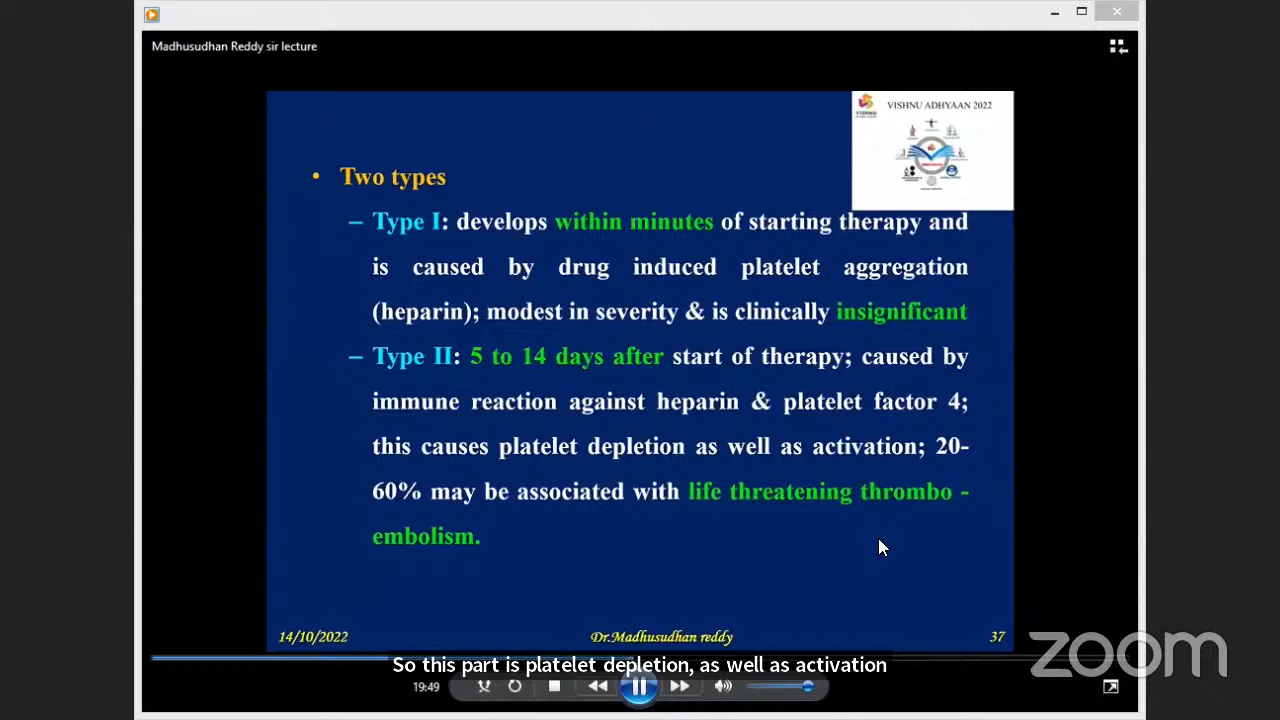 Madhusudhan Reddy sir lecture
VISHNU ADHYAAN 2022
VISHNU
• Two types
– Type I: develops within minutes of starting therapy and
is caused by drug induced platelet aggregation
(heparin); modest in severity & is clinically insignificant
– Type II: 5 to 14 days after start of therapy; caused by
immune reaction against heparin & platelet factor 4;
this causes platelet depletion as well as activation; 20-
60% may be associated with life threatening thrombo -
embolism.
14/10/2022 Dr.Madhusudhan reddy 37
zoom
So this part is platelet depletion, as well as activation
19:49